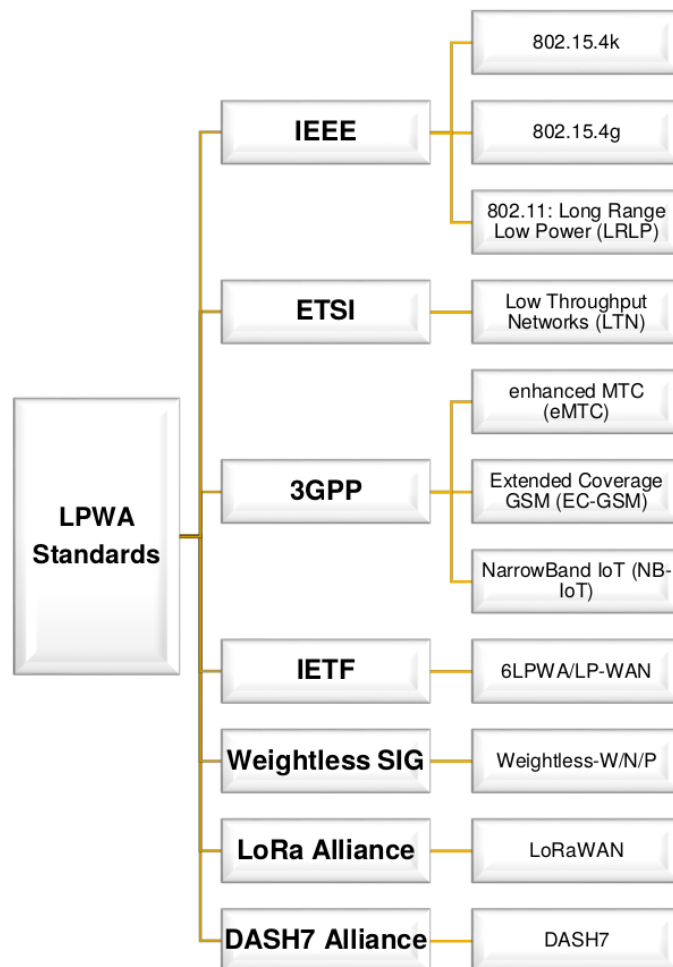 LPWA
Standards
IEEE
802.15.4k
802.15.4g
802.11: Long Range
Low Power (LRLP)
ETSI
Low Throughput
Networks (LTN)
3GPP
enhanced MTC
(eMTC)
Extended Coverage
GSM (EC-GSM)
NarrowBand IoT (NB-
IoT)
IETF
6LPWA/LP-WAN
Weightless SIG
Weightless-W/N/P
LoRa Alliance
LoRaWAN
DASH7 Alliance
DASH7